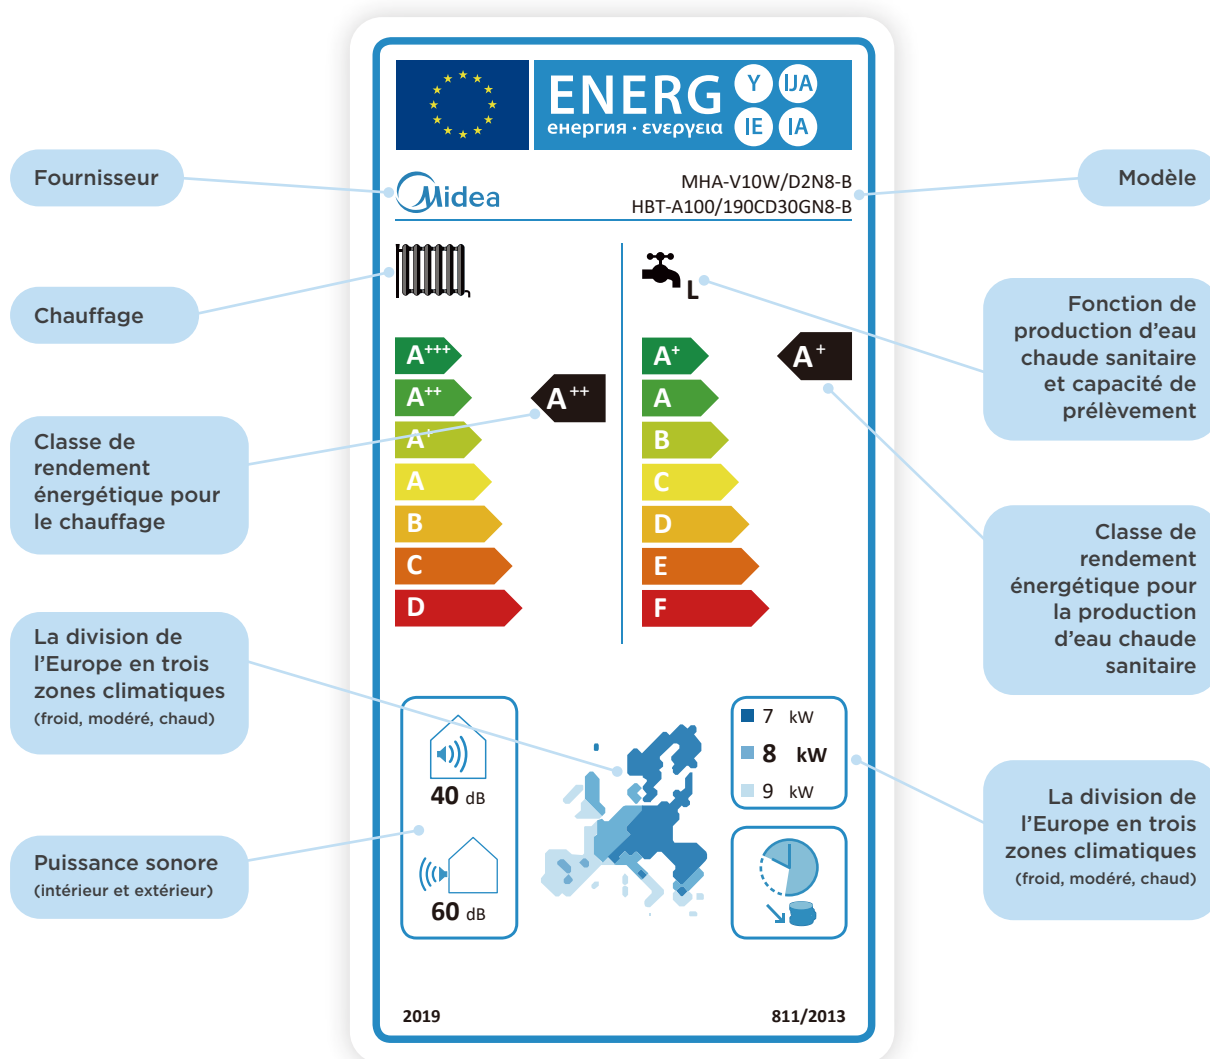 ENERG
енергия · ενεργεια
Y
IJA
IE
IA
Fournisseur
Midea
MHA-V10W/D2N8-B
HBT-A100/190CD30GN8-B
Modèle
Chauffage
L
Fonction de
production d'eau
chaude sanitaire
et capacité de
prélèvement
A+++
A++
A+
A
B
C
D
A++
A+
A
B
C
D
E
F
A+
Classe de
rendement
énergétique pour
le chauffage
Classe de
rendement
énergétique pour
la production
d'eau chaude
sanitaire
La division de
l'Europe en trois
zones climatiques
(froid, modéré, chaud)
40 dB
60 dB
7 kW
8 kW
9 kW
Puissance sonore
(intérieur et extérieur)
La division de
l'Europe en trois
zones climatiques
(froid, modéré, chaud)
2019
811/2013